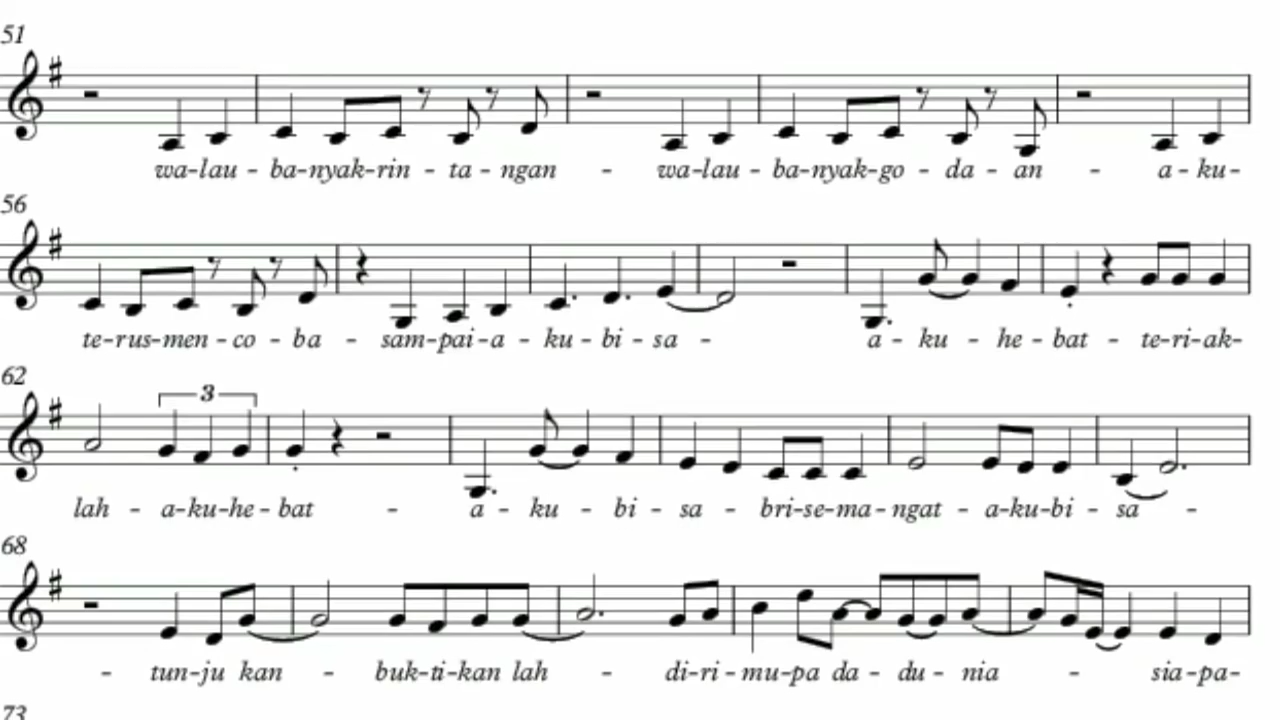 51
wa-lau - ba-nyak-rin - ta - ngan - wa-lau - ba-nyak-go - da - an - a - ku-
56
te-rus-men - co - ba - sam-pai-a - ku - bi - sa - a - ku - he - bat - te-ri-ak-
62
3
lah - a-ku-he - bat - a - ku - bi - sa - bri-se-ma - ngat - a-ku-bi - sa -
68
- tun-ju kan - buk-ti-kan lah - di-ri-mu-pa da - du - nia - sia-pa-
73